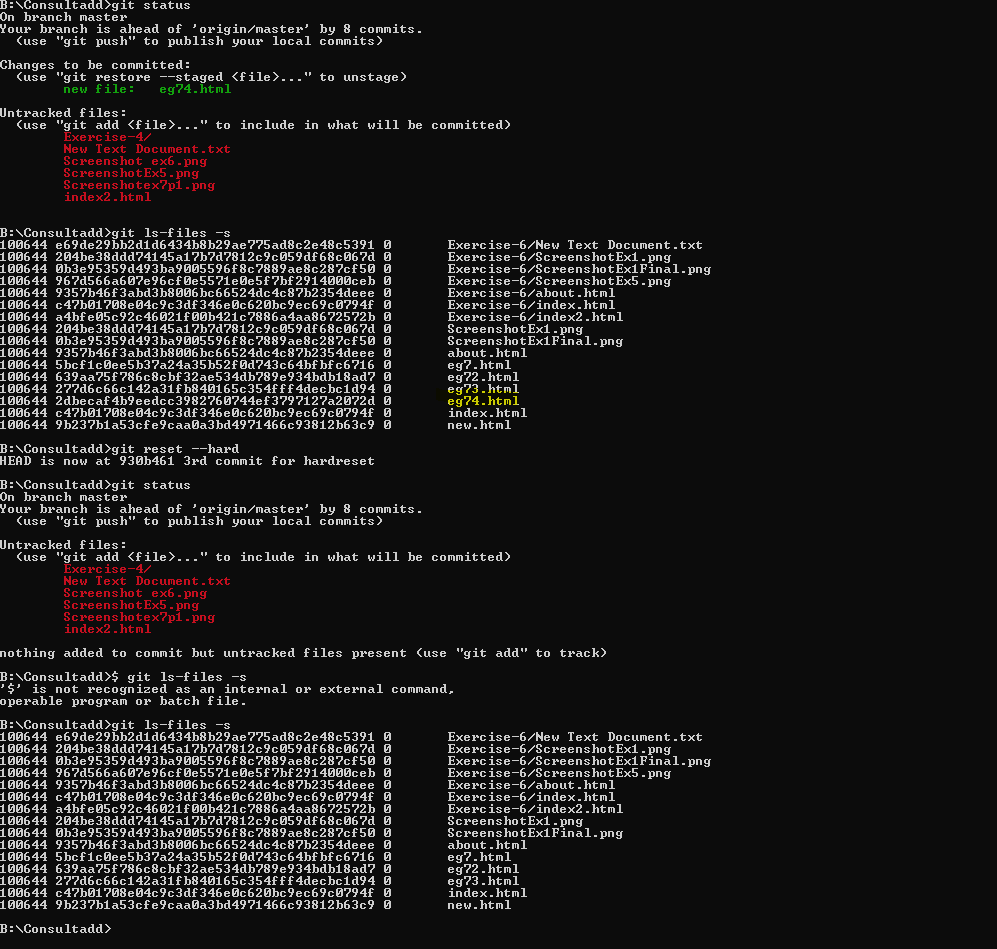 B:\Consultadd>git status
On branch master
Your branch is ahead of 'origin/master' by 8 commits.
  (use "git push" to publish your local commits)

Changes to be committed:
  (use "git restore --staged <file>..." to unstage)
        new file:   eg74.html

Untracked files:
  (use "git add <file>..." to include in what will be committed)
        Exercise-4/
        New Text Document.txt
        Screenshot ex6.png
        ScreenshotEx5.png
        Screenshotex7p1.png
        index2.html

B:\Consultadd>git ls-files -s
100644 e69de29bb2d1d6434b8b29ae775ad8c2e48c5391 0       Exercise-6/New Text Document.txt
100644 204be38ddd74145a17b7d7812c9c059df68c067d 0       Exercise-6/ScreenshotEx1.png
100644 0b3e95359d493ba9005596f8c7889ae8c287cf50 0       Exercise-6/ScreenshotEx1Final.png
100644 967d566a607e96cf0e5571e0e5f7bf2914000ceb 0       Exercise-6/ScreenshotEx5.png
100644 9357b46f3abd3b8006bc66524dc4c87b2354deee 0       Exercise-6/about.html
100644 c47b01708e04c9c3df346e0c620bc9ec69c0794f 0       Exercise-6/index.html
100644 a4bfe05c92c46021f00b421c7886a4aa8672572b 0       Exercise-6/index2.html
100644 204be38ddd74145a17b7d7812c9c059df68c067d 0       ScreenshotEx1.png
100644 0b3e95359d493ba9005596f8c7889ae8c287cf50 0       ScreenshotEx1Final.png
100644 9357b46f3abd3b8006bc66524dc4c87b2354deee 0       about.html
100644 5bcf1c0ee5b37a24a35b52f0d743c64bfbfc6716 0       eg7.html
100644 639aa75f786c8cbf32ae534db789e934bdb18ad7 0       eg72.html
100644 277d6c66c142a31fb840165c354fff4decbc1d94 0       eg73.html
100644 2dbecaf4b9eedcc3982760744ef3797127a2072d 0       eg74.html
100644 c47b01708e04c9c3df346e0c620bc9ec69c0794f 0       index.html
100644 9b237b1a53cfe9caa0a3bd4971466c93812b63c9 0       new.html

B:\Consultadd>git reset --hard
HEAD is now at 930b461 3rd commit for hardreset

B:\Consultadd>git status
On branch master
Your branch is ahead of 'origin/master' by 8 commits.
  (use "git push" to publish your local commits)

Untracked files:
  (use "git add <file>..." to include in what will be committed)
        Exercise-4/
        New Text Document.txt
        Screenshot ex6.png
        ScreenshotEx5.png
        Screenshotex7p1.png
        index2.html

nothing added to commit but untracked files present (use "git add" to track)

B:\Consultadd>$ git ls-files -s
'$' is not recognized as an internal or external command,
operable program or batch file.

B:\Consultadd>git ls-files -s
100644 e69de29bb2d1d6434b8b29ae775ad8c2e48c5391 0       Exercise-6/New Text Document.txt
100644 204be38ddd74145a17b7d7812c9c059df68c067d 0       Exercise-6/ScreenshotEx1.png
100644 0b3e95359d493ba9005596f8c7889ae8c287cf50 0       Exercise-6/ScreenshotEx1Final.png
100644 967d566a607e96cf0e5571e0e5f7bf2914000ceb 0       Exercise-6/ScreenshotEx5.png
100644 9357b46f3abd3b8006bc66524dc4c87b2354deee 0       Exercise-6/about.html
100644 c47b01708e04c9c3df346e0c620bc9ec69c0794f 0       Exercise-6/index.html
100644 a4bfe05c92c46021f00b421c7886a4aa8672572b 0       Exercise-6/index2.html
100644 204be38ddd74145a17b7d7812c9c059df68c067d 0       ScreenshotEx1.png
100644 0b3e95359d493ba9005596f8c7889ae8c287cf50 0       ScreenshotEx1Final.png
100644 9357b46f3abd3b8006bc66524dc4c87b2354deee 0       about.html
100644 5bcf1c0ee5b37a24a35b52f0d743c64bfbfc6716 0       eg7.html
100644 639aa75f786c8cbf32ae534db789e934bdb18ad7 0       eg72.html
100644 277d6c66c142a31fb840165c354fff4decbc1d94 0       eg73.html
100644 c47b01708e04c9c3df346e0c620bc9ec69c0794f 0       index.html
100644 9b237b1a53cfe9caa0a3bd4971466c93812b63c9 0       new.html

B:\Consultadd>